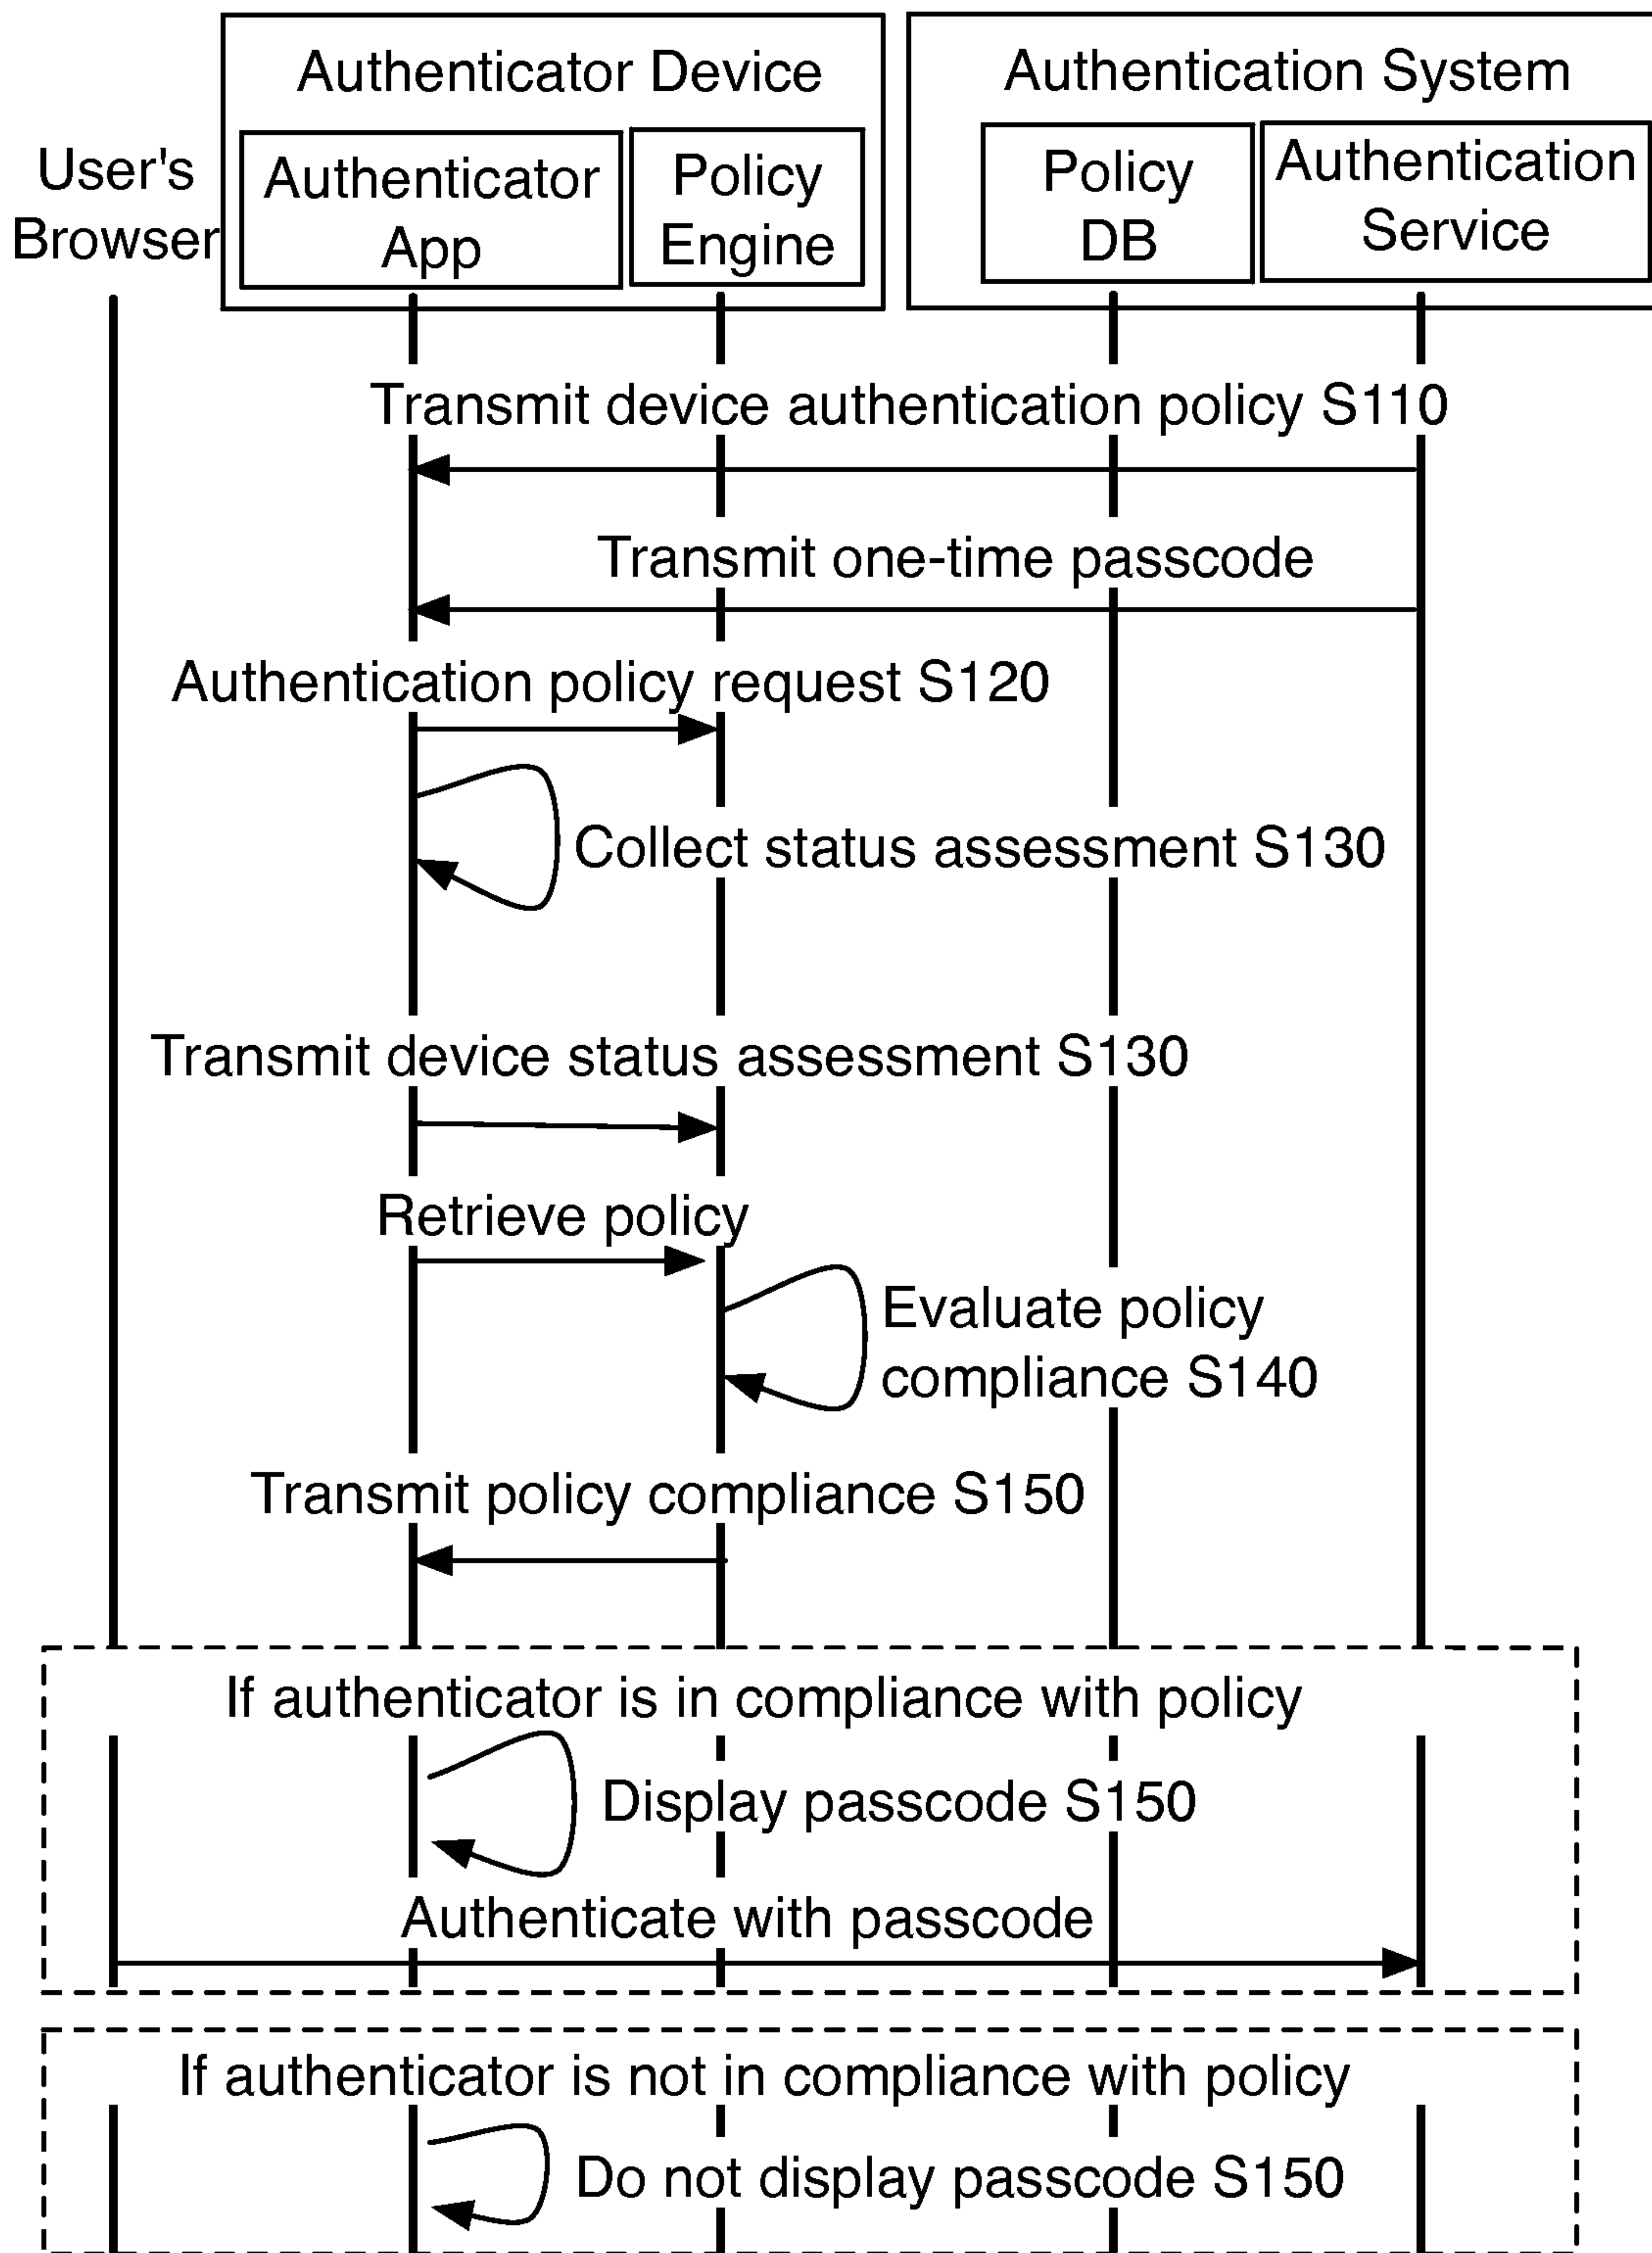 Authenticator Device
Authentication System
User's
Browser
Authenticator
App
Policy
Engine
Policy
DB
Authentication
Service
Transmit device authentication policy S110
Transmit one-time passcode
Authentication policy request S120
Collect status assessment S130
Transmit device status assessment S130
Retrieve policy
Evaluate policy
compliance S140
Transmit policy compliance S150
If authenticator is in compliance with policy
Display passcode S150
Authenticate with passcode
If authenticator is not in compliance with policy
Do not display passcode S150